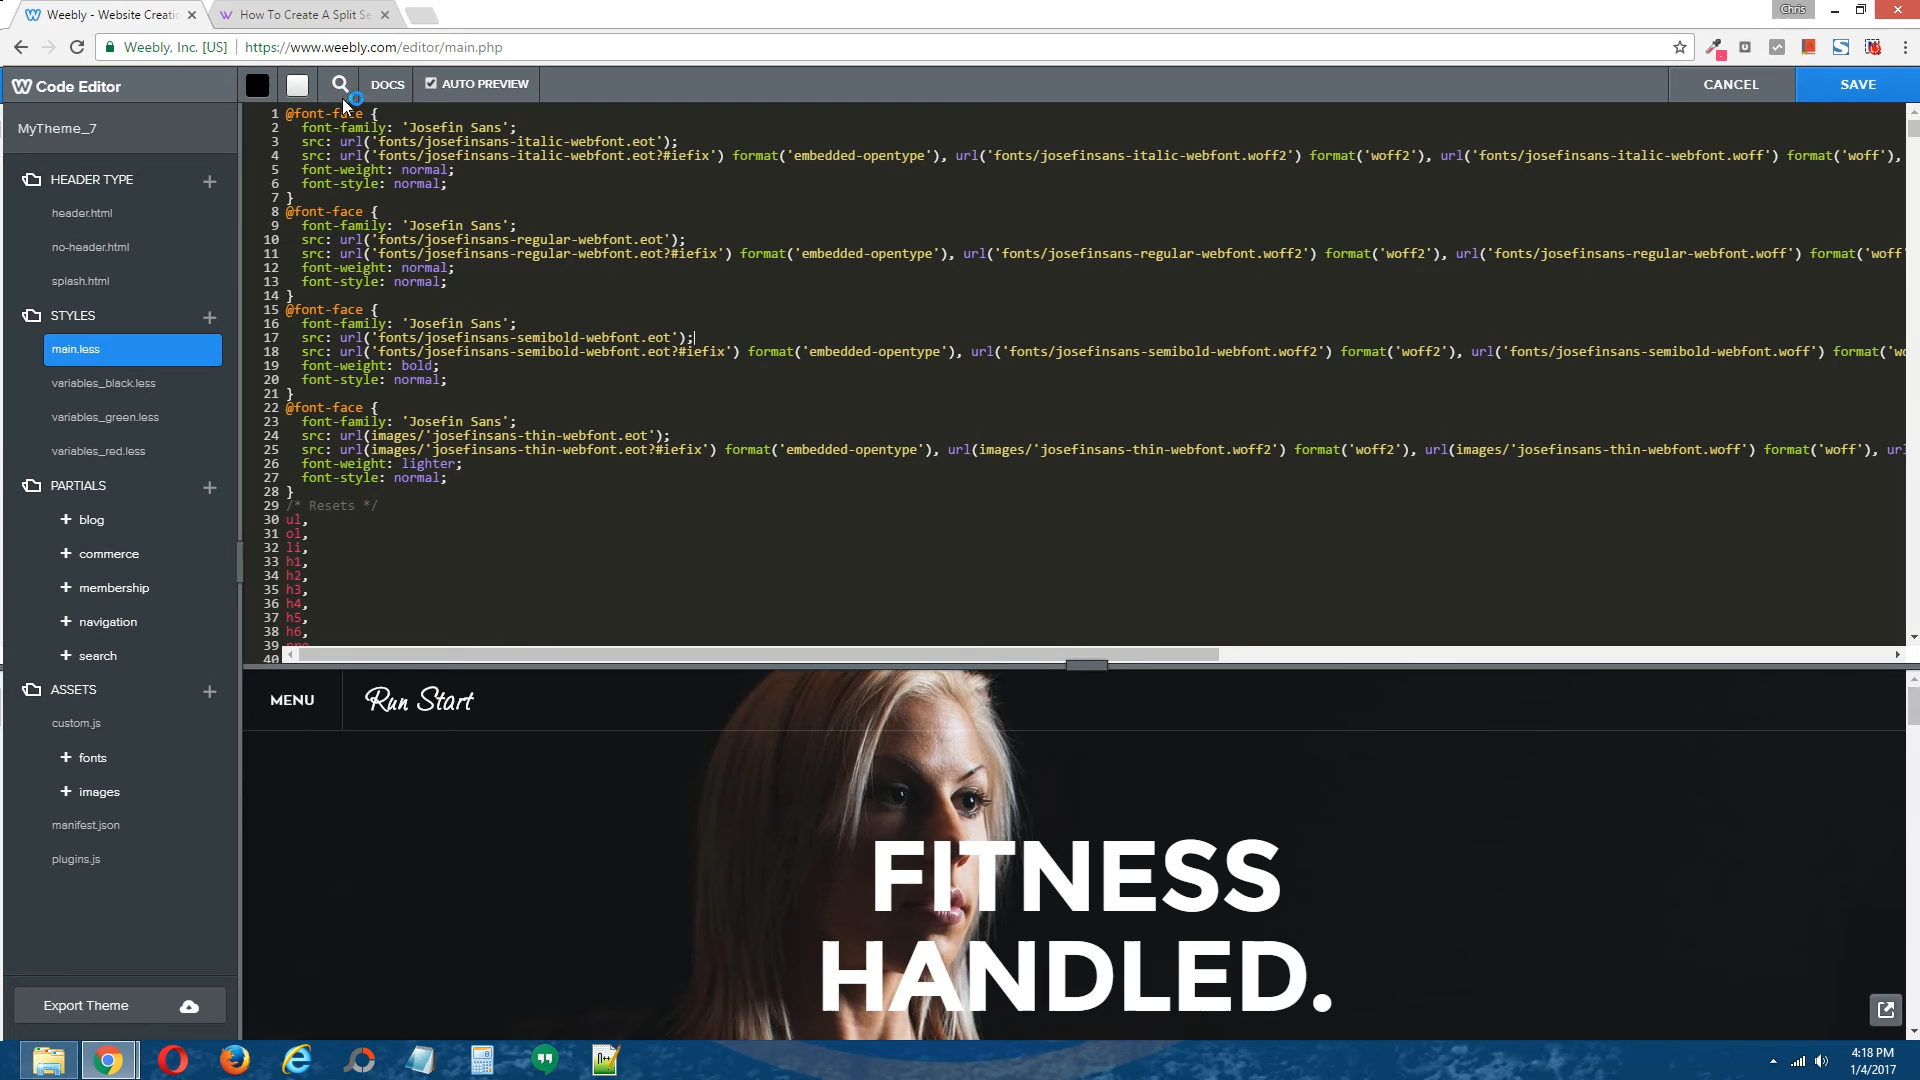 Weebly - Website Creatic
How To Create A Split Se
Chris
Weebly, Inc. [US]
https://www.weebly.com/editor/main.php
Code Editor
DOCS
AUTO PREVIEW
CANCEL
SAVE
MyTheme_7
HEADER TYPE
header.html
no-header.html
splash.html
STYLES
main.less
variables_black.less
variables_green.less
variables_red.less
PARTIALS
blog
commerce
membership
navigation
search
ASSETS
custom.js
fonts
images
manifest.json
plugins.js
Export Theme
1 @font-face {
2 font-family: 'Josefin Sans';
3 src: url('fonts/josefinsans-italic-webfont.eot');
4 src: url('fonts/josefinsans-italic-webfont.eot?#iefix') format('embedded-opentype'), url('fonts/josefinsans-italic-webfont.woff2') format('woff2'), url('fonts/josefinsans-italic-webfont.woff') format('woff'),
5 font-weight: normal;
6 font-style: normal;
7 }
8 @font-face {
9 font-family: 'Josefin Sans';
10 src: url('fonts/josefinsans-regular-webfont.eot');
11 src: url('fonts/josefinsans-regular-webfont.eot?#iefix') format('embedded-opentype'), url('fonts/josefinsans-regular-webfont.woff2') format('woff2'), url('fonts/josefinsans-regular-webfont.woff') format('woff'
12 font-weight: normal;
13 font-style: normal;
14 }
15 @font-face {
16 font-family: 'Josefin Sans';
17 src: url('fonts/josefinsans-semibold-webfont.eot');
18 src: url('fonts/josefinsans-semibold-webfont.eot?#iefix') format('embedded-opentype'), url('fonts/josefinsans-semibold-webfont.woff2') format('woff2'), url('fonts/josefinsans-semibold-webfont.woff') format('wo
19 font-weight: bold;
20 font-style: normal;
21 }
22 @font-face {
23 font-family: 'Josefin Sans';
24 src: url(images/'josefinsans-thin-webfont.eot');
25 src: url(images/'josefinsans-thin-webfont.eot?#iefix') format('embedded-opentype'), url(images/'josefinsans-thin-webfont.woff2') format('woff2'), url(images/'josefinsans-thin-webfont.woff') format('woff'), url
26 font-weight: lighter;
27 font-style: normal;
28 }
29 /* Resets */
30 ul,
31 ol,
32 li,
33 h1,
34 h2,
35 h3,
36 h4,
37 h5,
38 h6,
39
40
MENU
Run Start
FITNESS
HANDLED.
4:18 PM
1/4/2017